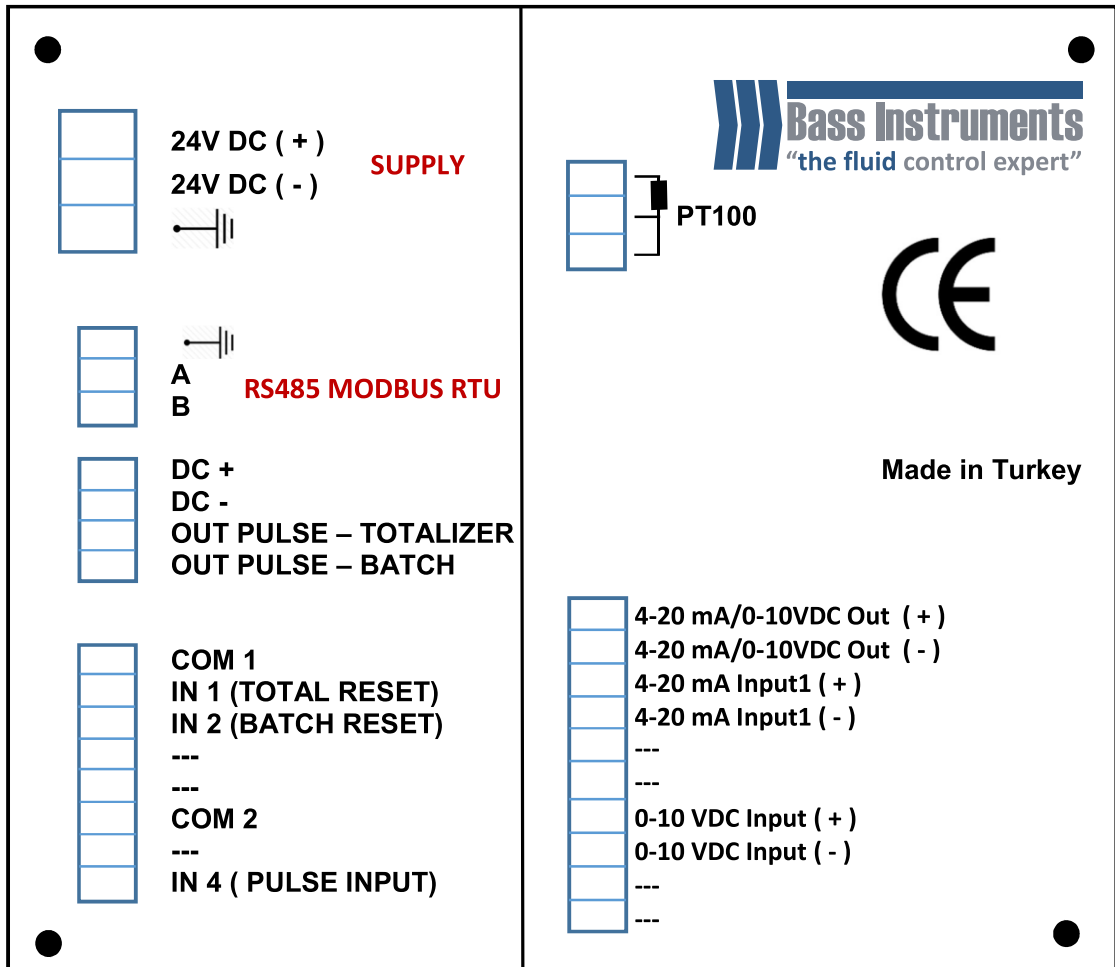 24V DC ( + )
24V DC ( - )
SUPPLY
A
B
RS485 MODBUS RTU
DC +
DC -
OUT PULSE – TOTALIZER
OUT PULSE – BATCH
COM 1
IN 1 (TOTAL RESET)
IN 2 (BATCH RESET)
---
---
COM 2
---
IN 4 ( PULSE INPUT)
Bass Instruments
“the fluid control expert”
PT100
CE
Made in Turkey
4-20 mA/0-10VDC Out ( + )
4-20 mA/0-10VDC Out ( - )
4-20 mA Input1 ( + )
4-20 mA Input1 ( - )
---
---
0-10 VDC Input ( + )
0-10 VDC Input ( - )
---
---